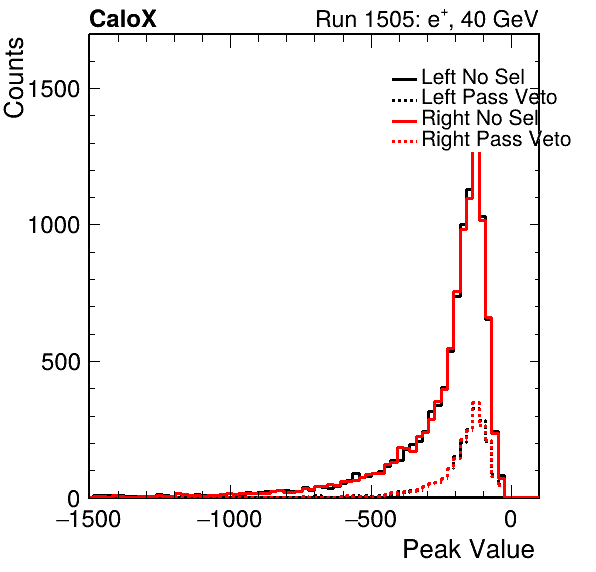 CaloX Run 1505: e⁺, 40 GeV
Counts
1500
1000
500
0
Left No Sel
Left Pass Veto
Right No Sel
Right Pass Veto
−1500 −1000 −500 0
Peak Value